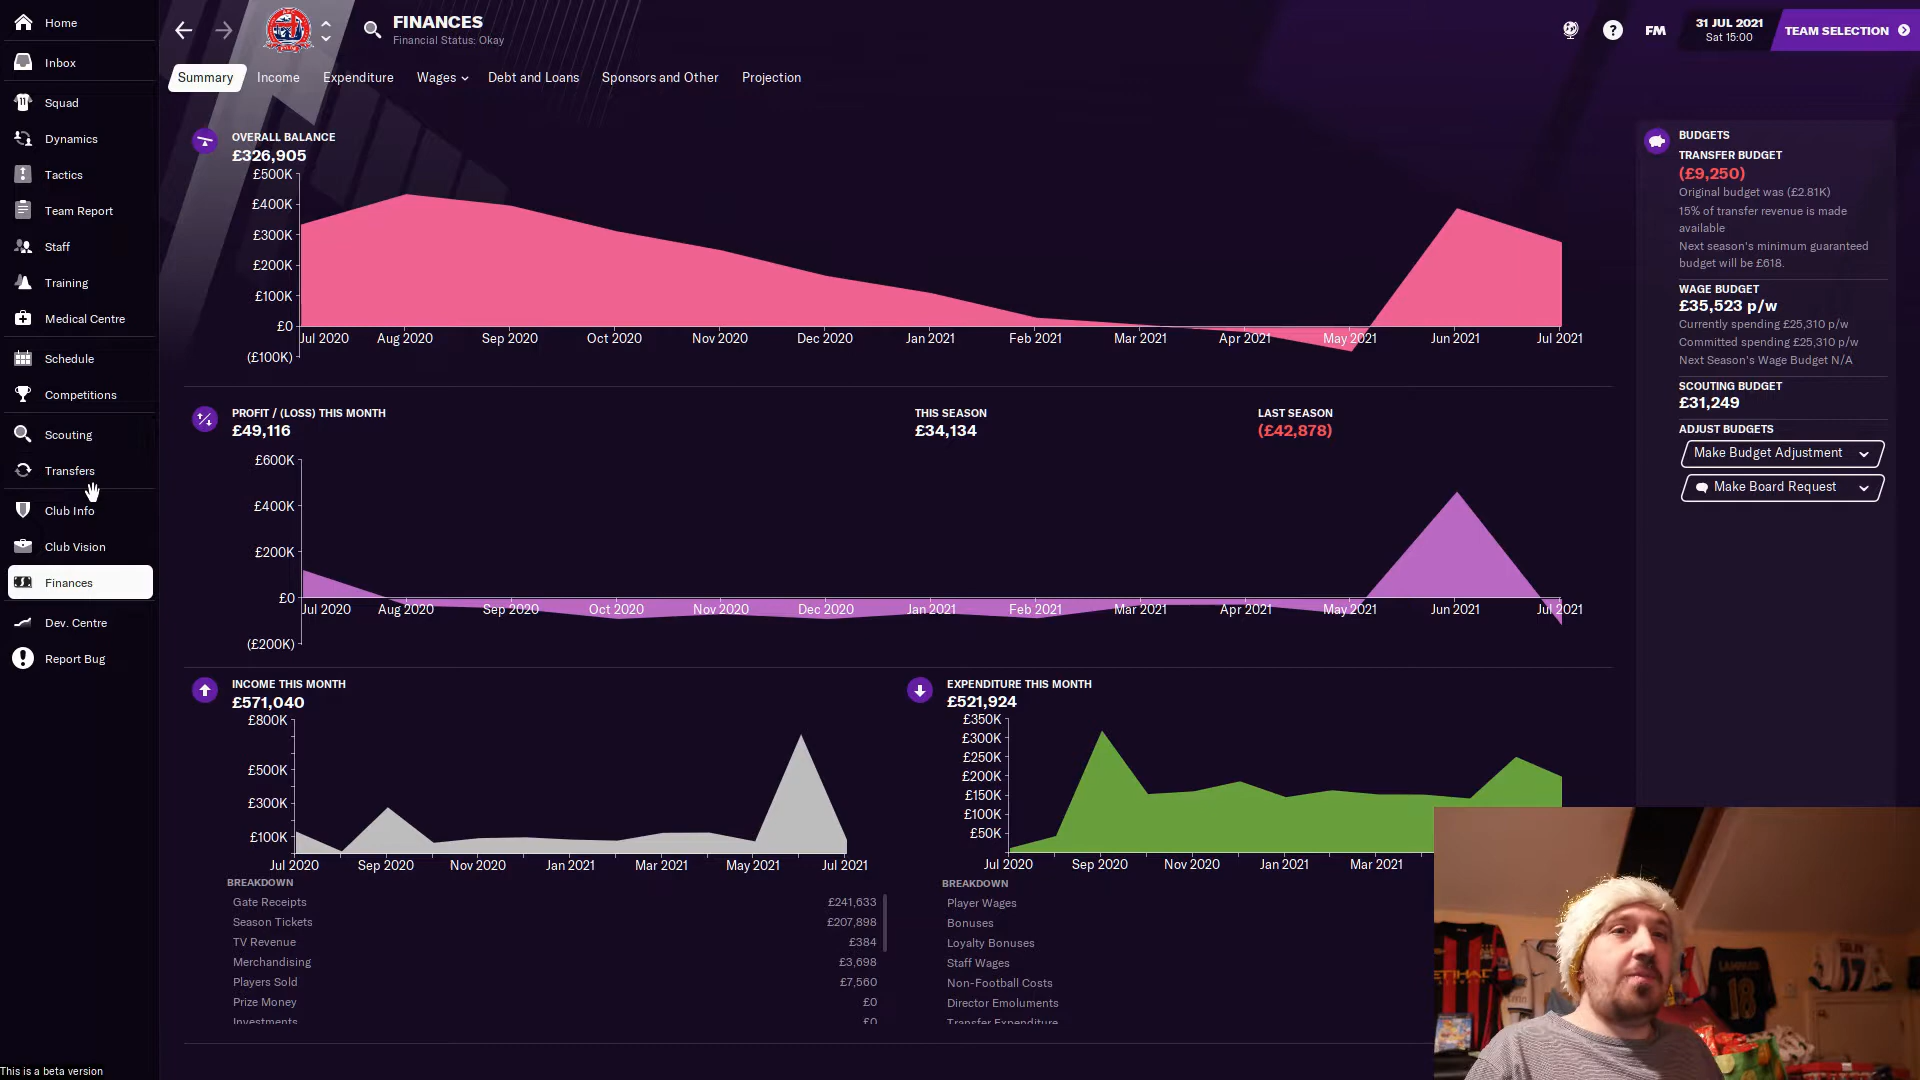 Home
Inbox
Squad
Dynamics
Tactics
Team Report
Staff
Training
Medical Centre
Schedule
Competitions
Scouting
Transfers
Club Info
Club Vision
Finances
Dev. Centre
Report Bug
This is a beta version
FINANCES
Financial Status: Okay
FM
31 JUL 2021
Sat 15:00
TEAM SELECTION
Summary
Income
Expenditure
Wages
Debt and Loans
Sponsors and Other
Projection
OVERALL BALANCE
£326,905
£500K
£400K
£300K
£200K
£100K
£0
(£100K)
Jul 2020 Aug 2020 Sep 2020 Oct 2020 Nov 2020 Dec 2020 Jan 2021 Feb 2021 Mar 2021 Apr 2021 May 2021 Jun 2021 Jul 2021
PROFIT / (LOSS) THIS MONTH
£49,116
THIS SEASON
£34,134
LAST SEASON
(£42,878)
£600K
£400K
£200K
£0
(£200K)
Jul 2020 Aug 2020 Sep 2020 Oct 2020 Nov 2020 Dec 2020 Jan 2021 Feb 2021 Mar 2021 Apr 2021 May 2021 Jun 2021 Jul 2021
INCOME THIS MONTH
£571,040
£800K
£500K
£300K
£100K
Jul 2020 Sep 2020 Nov 2020 Jan 2021 Mar 2021 May 2021 Jul 2021
BREAKDOWN
Gate Receipts £241,633
Season Tickets £207,898
TV Revenue £384
Merchandising £3,698
Players Sold £7,560
Prize Money £0
Investments £0
EXPENDITURE THIS MONTH
£521,924
£350K
£300K
£250K
£200K
£150K
£100K
£50K
Jul 2020 Sep 2020 Nov 2020 Jan 2021 Mar 2021
BREAKDOWN
Player Wages
Bonuses
Loyalty Bonuses
Staff Wages
Non-Football Costs
Director Emoluments
Transfer Expenditure
BUDGETS
TRANSFER BUDGET
(£9,250)
Original budget was (£2.81K)
15% of transfer revenue is made
available
Next season's minimum guaranteed
budget will be £618.
WAGE BUDGET
£35,523 p/w
Currently spending £25,310 p/w
Committed spending £25,310 p/w
Next Season's Wage Budget N/A
SCOUTING BUDGET
£31,249
ADJUST BUDGETS
Make Budget Adjustment
Make Board Request
ETIHAD
LAMPARD
18
17